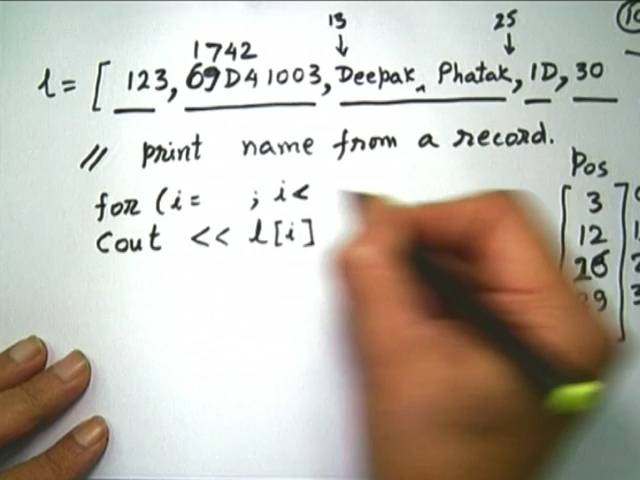 13 25
1742
l = [ 123, 69D41003, Deepak Phatak, 1D, 30
// print name from a record.
Pos
for (i = ; i <
3
cout << l[i]
12
26